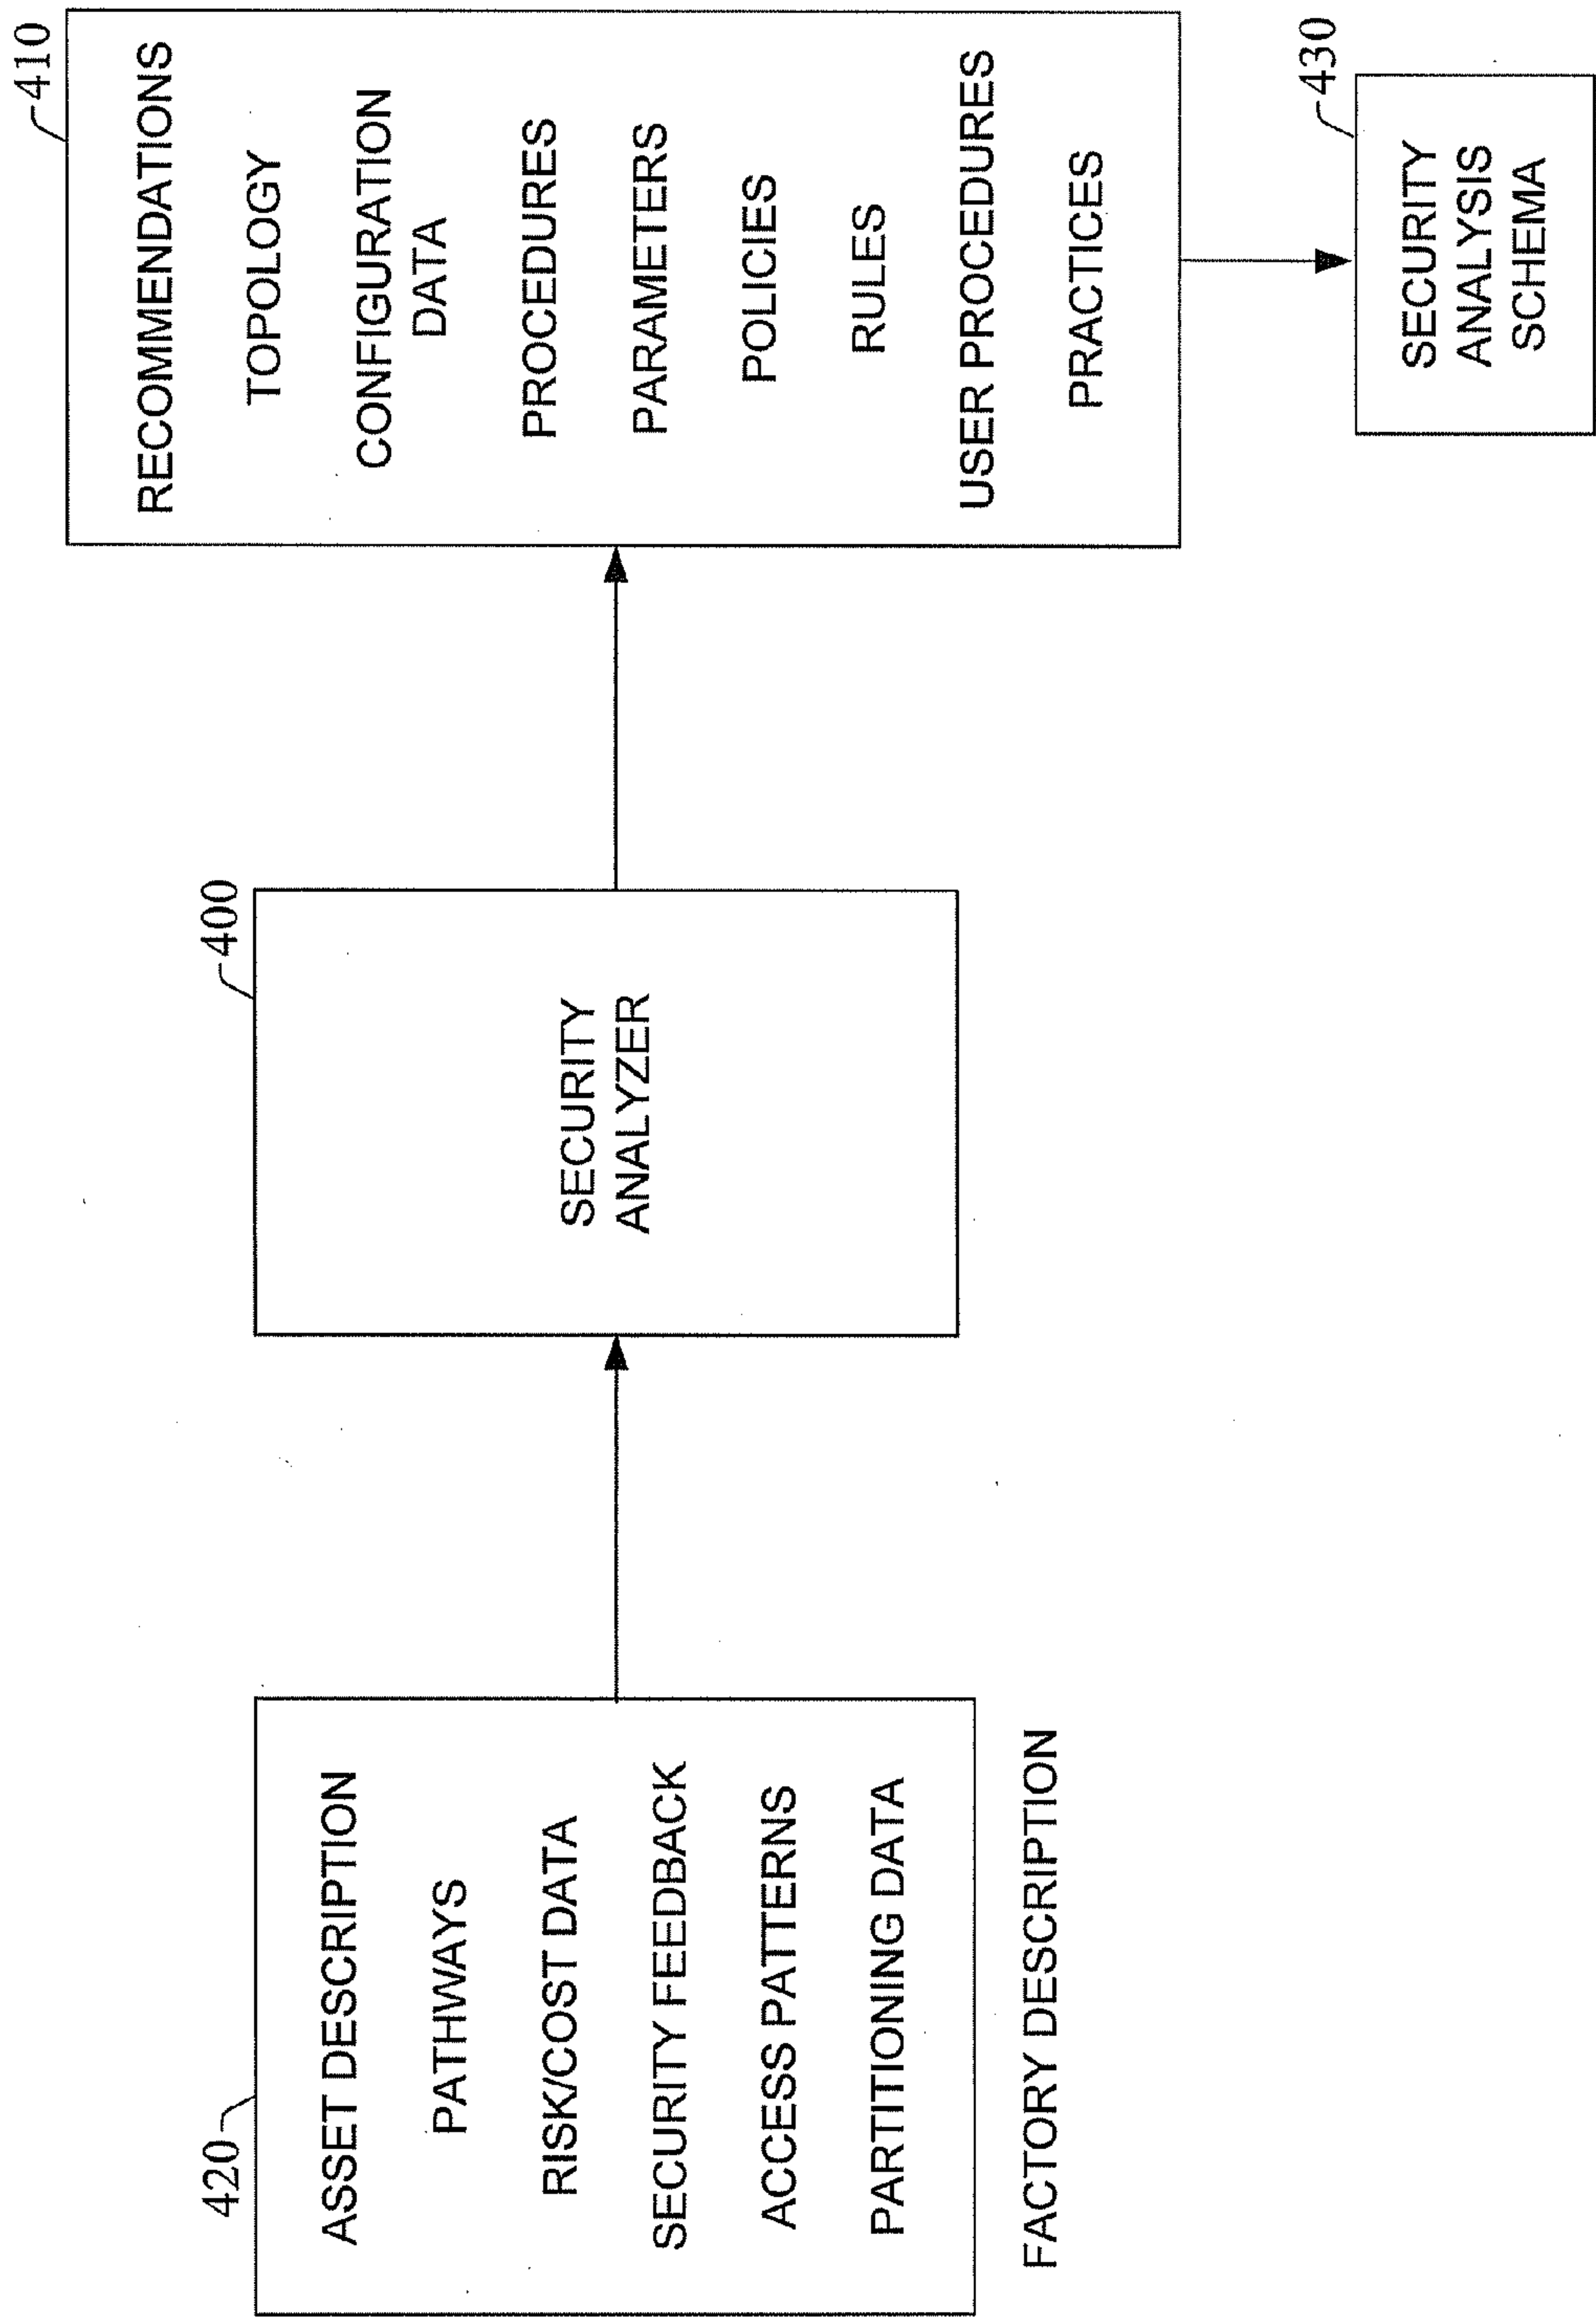 420
ASSET DESCRIPTION
PATHWAYS
RISK/COST DATA
SECURITY FEEDBACK
ACCESS PATTERNS
PARTITIONING DATA
FACTORY DESCRIPTION
400
SECURITY
ANALYZER
410
RECOMMENDATIONS
TOPOLOGY
CONFIGURATION
DATA
PROCEDURES
PARAMETERS
POLICIES
RULES
USER PROCEDURES
PRACTICES
430
SECURITY
ANALYSIS
SCHEMA